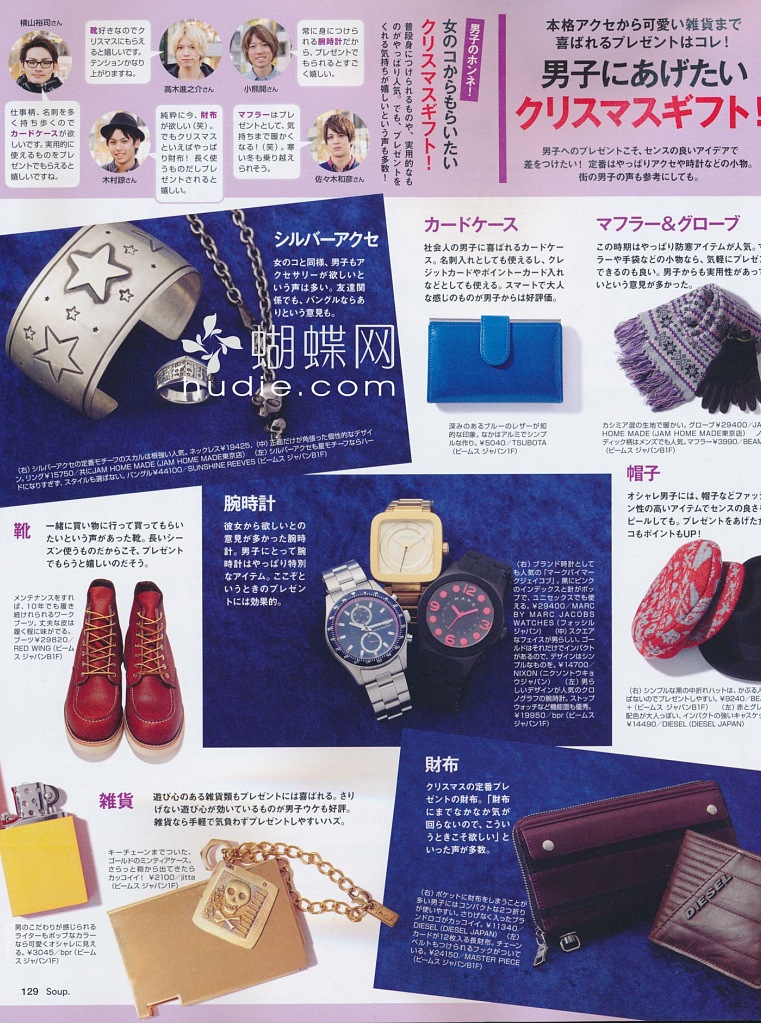 本格アクセから可愛い雑貨まで
喜ばれるプレゼントはコレ!
男子にあげたい
クリスマスギフト!
男子へのプレゼントこそ、センスの良いアイデアで
差をつけたい! 定番はやっぱりアクセや時計などの小物。
街の男子の声も参考にしても。
男子のホンネ!
女のコからもらいたい
クリスマスギフト!
普段身につけられるものや、実用的なも
のがやっぱり人気。でも、プレゼントを
くれる気持ちが嬉しいという声も多数!
横山裕司さん
靴好きなのでク
リスマスにもらえ
ると嬉しいです。
テンションかなり
上がりますね。
高木進之介さん
小熊開さん
常に身につけら
れる腕時計だか
ら、プレゼントで
もらえるとすご
く嬉しい。
仕事柄、名刺を多
く持ち歩くので
カードケースが欲
しいです。実用的に
使えるものをプレ
ゼントでもらえる
と嬉しいですね。
木村諒さん
純粋に今、財布
が欲しい(笑)。
でもクリスマス
といえばやっぱ
り財布! 長く使
うものだしプレ
ゼントされると
嬉しい。
マフラーはプレ
ゼントとして、気
持ちまで暖かく
なる!(笑)。寒
い冬も乗り越え
られそう。
佐々木和彦さん
シルバーアクセ
女のコと同様、男子もア
クセサリーが欲しいとい
う声は多い。友達関
係でも、バングルならあ
りという意見も。
蝴蝶网
hudie.com
(右)シルバーアクセの定番モチーフのスカルは根強い人気。ネックレス¥19425、(中)正面だけが角張った個性的なデザイ
ン。リング¥15750/共にJAM HOME MADE (JAM HOME MADE東京店) (左)シルバーアクセも星モチーフならハー
ドになりすぎず、スタイルも選ばない。バングル¥44100/SUNSHINE REEVES (ビームス ジャパンB1F)
カードケース
社会人の男子に喜ばれるカードケー
ス。名刺入れとしても使えるし、クレ
ジットカードやポイントーカード入れ
などとしても使える。スマートで大人
な感じのものが男子からは好評価。
深みのあるブルーのレザーが知
的な印象。なかはアルミでシンプ
ルな作り。¥5040/TSUBOTA
(ビームス ジャパン1F)
マフラー&グローブ
この時期はやっぱり防寒アイテムが人気。マ
ラーや手袋などの小物なら、気軽にプレゼ
できるのも良い。男子からも実用性があっ
いという意見が多かった。
カシミア混の生地で暖かい。グローブ¥29400/JA
HOME MADE (JAM HOME MADE東京店)
ディック柄はメンズでも人気。マフラー¥3990/BEAM
(ビームス ジャパンB1F)
帽子
オシャレ男子には、帽子などファッシ
ン性の高いアイテムでセンスの良さ
ピールしても。プレゼントをあげた
コもポイントもUP!
(右)シンプルな黒の中折れハットは、かぶる人
ばないのでプレゼントしやすい。¥9240/BE
+(ビームス ジャパンB1F) (左)赤とグレ
配色が大人っぽい、インパクトの強いキャスケッ
¥14490/DIESEL (DIESEL JAPAN)
靴
一緒に買い物に行って買ってもらい
たいという声があった靴。長いシー
ズン使うものだからこそ、プレゼント
でもらうと嬉しいのだそう。
メンテナンスをすれ
ば、10年でも履き
続けられるワーク
ブーツ。丈夫な皮は
履く程に味がでる。
ブーツ¥29820/
RED WING (ビーム
ス ジャパンB1F)
腕時計
彼女から欲しいとの
意見が多かった腕時
計。男子にとって腕
時計はやっぱり特別
なアイテム。ここぞと
いうときのプレゼント
には効果的。
(右)ブランド時計として
も人気の「マークバイマー
クジェイコブ」。黒にピンク
のインデックスと針がポッ
プで、ユニセックスでも使
える。¥29400/MARC
BY MARC JACOBS
WATCHES (フォッシル
ジャパン) (中)スクエア
なフェイスが男らしい。ゴ
ールドはそれだけでインパクト
があるので、デザインはシン
プルなものを。¥14700/
NIXON (ニクソントウキョ
ウジャパン) (左)男ら
しいデザインが人気のクロ
ノグラフの腕時計。ストップ
ウォッチなど機能面も優秀。
¥19950/bpr (ビームス
ジャパン1F)
雑貨
遊び心のある雑貨類もプレゼントには喜ばれる。さり
げない遊び心が効いているものが男子ウケも好評。
雑貨なら手軽で気負わずプレゼントしやすいハズ。
キーチェーンまでついた、
ゴールドのミンティアケース。
さらっと鞄から出てきたら
カッコイイ! ¥2100/jitta
(ビームス ジャパン1F)
男のこだわりが感じられる
ライターもポップなカラー
なら可愛くオシャレに見え
る。¥3045/bpr (ビーム
ス ジャパン1F)
財布
クリスマスの定番プレ
ゼントの財布。「財布
にまでなかなか気が
回らないので、こうい
うときこそ欲しい」と
いった声が多数。
(右)ポケットに財布をしまうことが
多い男子にはコンパクトな2つ折り
が使いやすい。さりげなく入ったブラ
ンドロゴがカッコイイ。¥11340/
DIESEL (DIESEL JAPAN) (左)
カードが12枚入る長財布。チェーン
ベルトもつけられるフックがついて
いる。¥24150/MASTER PIECE
(ビームス ジャパンB1F)
DIESEL
129 Soup.